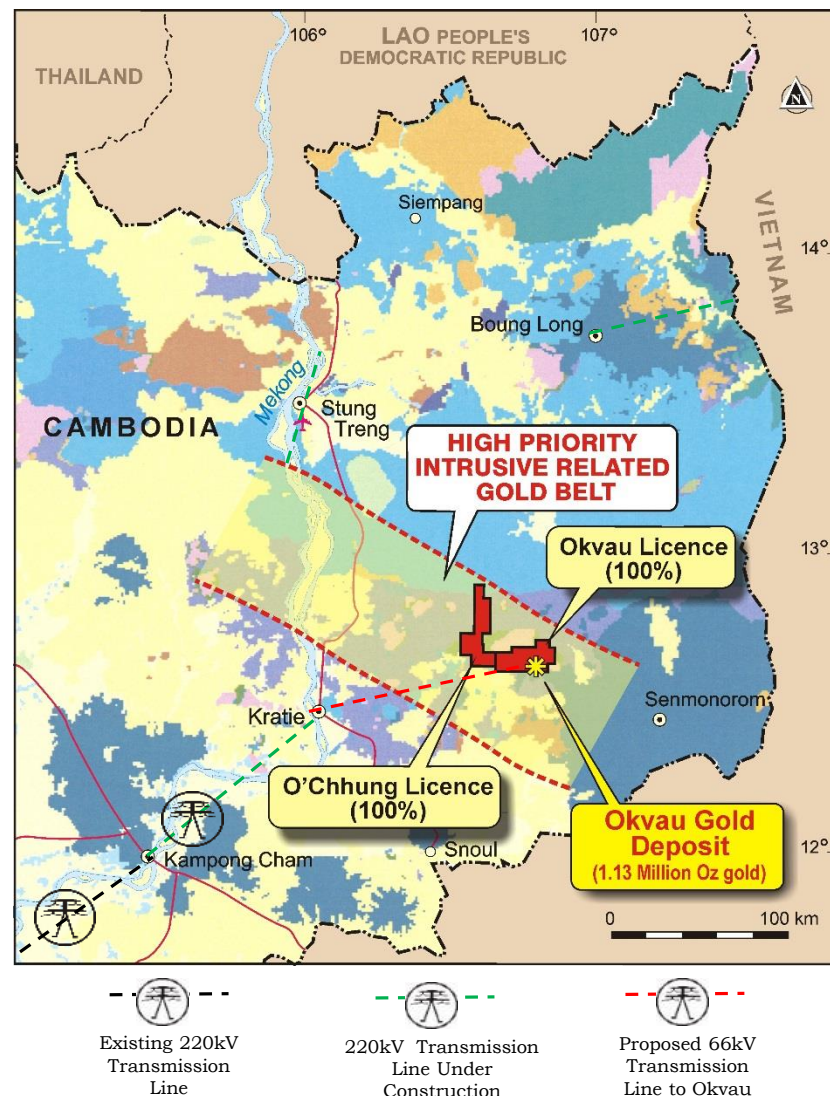 106°
107°
LAO PEOPLE'S
DEMOCRATIC REPUBLIC
THAILAND
N
Siempang
VIETNAM
14°
Boung Long
Mekong
Stung
Treng
CAMBODIA
HIGH PRIORITY
INTRUSIVE RELATED
GOLD BELT
Okvau Licence
(100%)
13°
Senmonorom
Kratie
O'Chhung Licence
(100%)
Okvau Gold
Deposit
(1.13 Million Oz gold)
Snoul
12°
Kampong Cham
0 100 km
Existing 220kV
Transmission
Line
220kV Transmission
Line Under
Construction
Proposed 66kV
Transmission
Line to Okvau